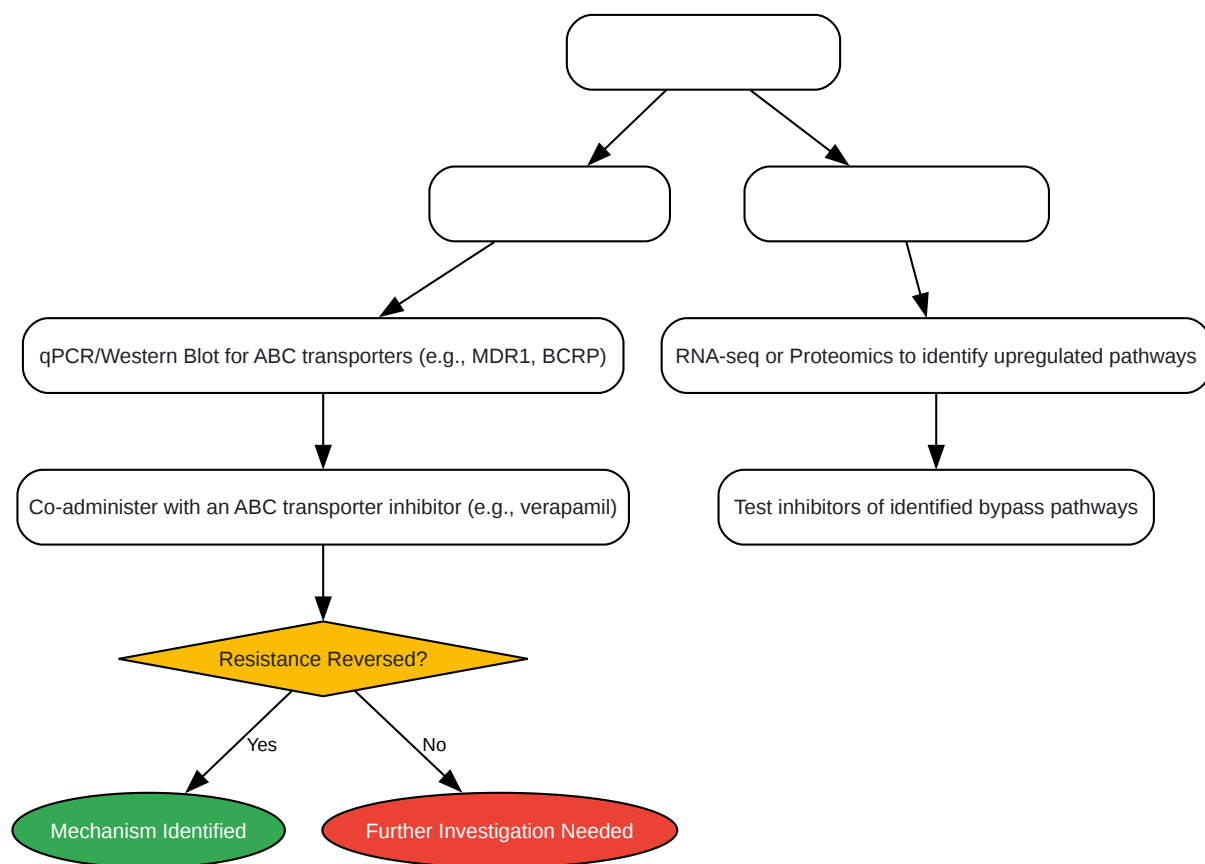 qPCR/Western Blot for ABC transporters (e.g., MDR1, BCRP)
RNA-seq or Proteomics to identify upregulated pathways
Co-administer with an ABC transporter inhibitor (e.g., verapamil)
Test inhibitors of identified bypass pathways
Resistance Reversed?
Yes
No
Mechanism Identified
Further Investigation Needed